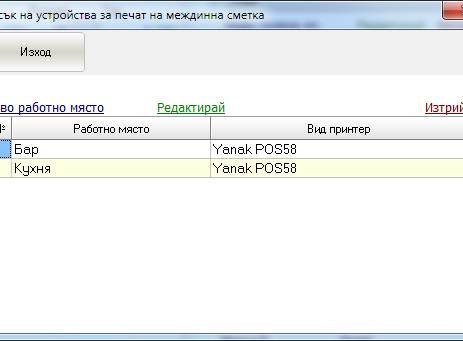 сък на устройства за печат на междинна сметка
Изход
во работно място Редактирай Изтрий
№ Работно място Вид принтер
Бар Yanak POS58
Кухня Yanak POS58